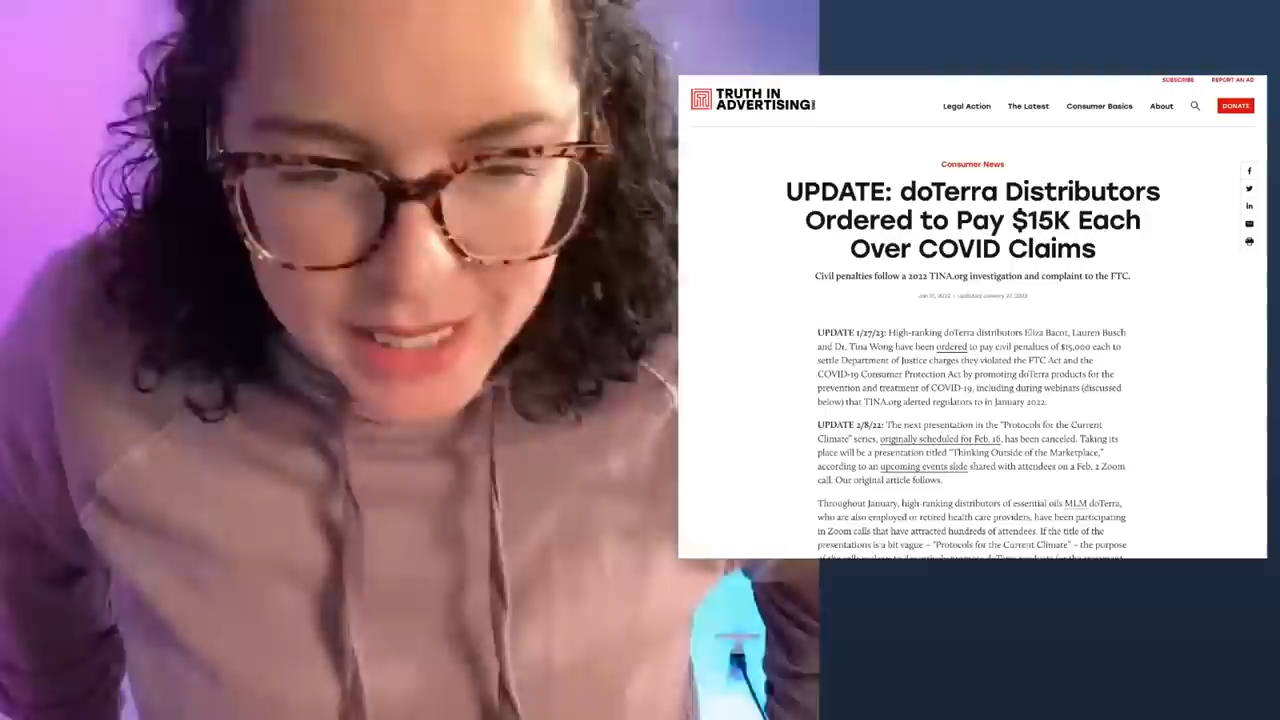 SUBSCRIBE REPORT AN AD
TRUTH IN
ADVERTISING
Legal Action The Latest Consumer Basics About DONATE
Consumer News
UPDATE: doTerra Distributors
Ordered to Pay $15K Each
Over COVID Claims
Civil penalties follow a 2022 TINA.org investigation and complaint to the FTC.
UPDATE 1/27/23: High-ranking doTerra distributors Eliza Bacot, Lauren Busch
and Dr. Tina Wong have been ordered to pay civil penalties of $15,000 each to
settle Department of Justice charges they violated the FTC Act and the
COVID-19 Consumer Protection Act by promoting doTerra products for the
prevention and treatment of COVID-19, including during webinars (discussed
below) that TINA.org alerted regulators to in January 2022.
UPDATE 2/8/22: The next presentation in the "Protocols for the Current
Climate" series, originally scheduled for Feb. 16, has been canceled. Taking its
place will be a presentation titled "Thinking Outside of the Marketplace,"
according to an upcoming events slide shared with attendees on a Feb. 2 Zoom
call. Our original article follows.
Throughout January, high-ranking distributors of essential oils MLM doTerra,
who are also employed or retired health care providers, have been participating
in Zoom calls that have attracted hundreds of attendees. If the title of the
presentations is a bit vague – "Protocols for the Current Climate" – the purpose